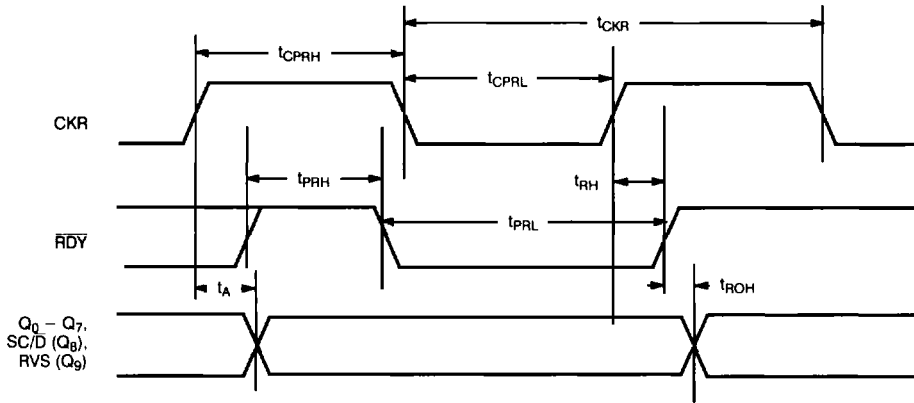 tCKR
tCPRH
tCPRL
CKR
tPRH
tRH
tPRL
RDY
tA
tROH
Q0 – Q7,
SC/D (Q8),
RVS (Q9)